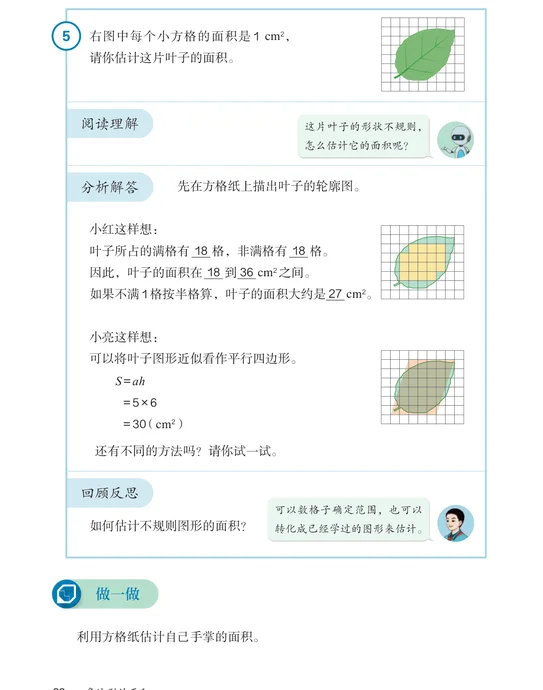 5 右图中每个小方格的面积是1 cm²，
请你估计这片叶子的面积。
阅读理解
这片叶子的形状不规则，
怎么估计它的面积呢？
分析解答 先在方格纸上描出叶子的轮廓图。
小红这样想：
叶子所占的满格有 18 格，非满格有 18 格。
因此，叶子的面积在 18 到 36 cm²之间。
如果不满1格按半格算，叶子的面积大约是 27 cm²。
小亮这样想：
可以将叶子图形近似看作平行四边形。
S=ah
=5×6
=30（cm²）
还有不同的方法吗？请你试一试。
回顾反思
可以数格子确定范围，也可以
转化成已经学过的图形来估计。
如何估计不规则图形的面积？
做一做
利用方格纸估计自己手掌的面积。